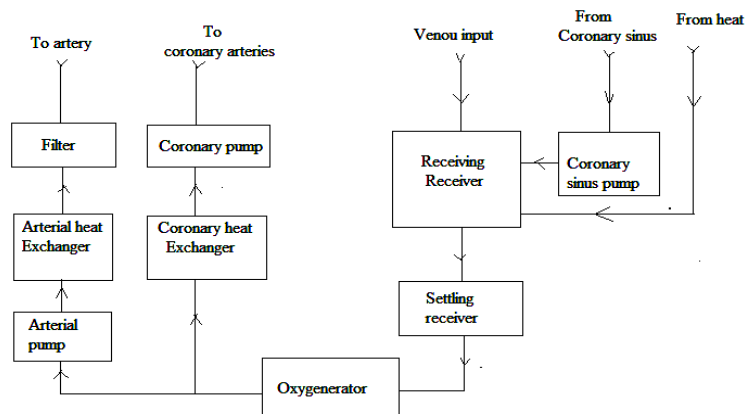 To artery
To
coronary arteries
Venou input
From
Coronary sinus
From heat
Filter
Coronary pump
Receiving
Receiver
Coronary
sinus pump
Arterial heat
Exchanger
Coronary heat
Exchanger
Settling
receiver
Arterial
pump
Oxygenerator